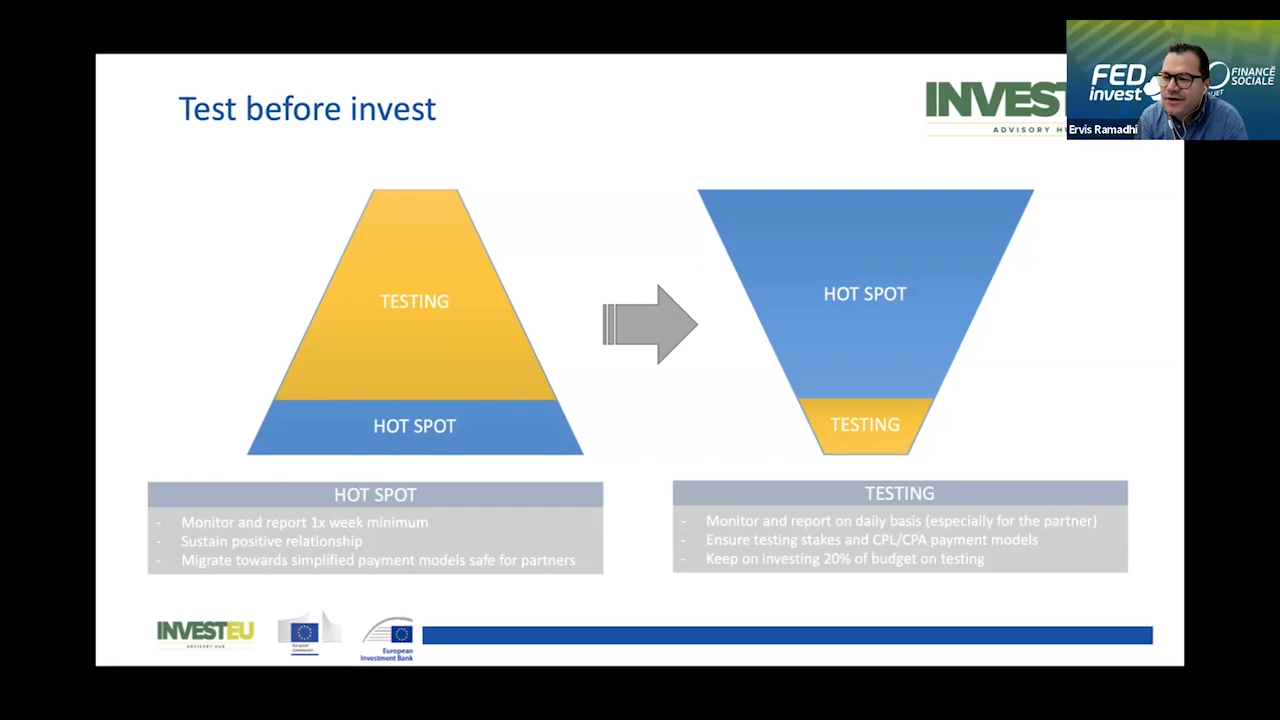 Test before invest
INVEST
ADVISORY
FED
invest
FINANCË
SOCIALE
Ervis Ramadhi
TESTING
HOT SPOT
HOT SPOT
TESTING
HOT SPOT
- Monitor and report 1x week minimum
- Sustain positive relationship
- Migrate towards simplified payment models safe for partners
TESTING
- Monitor and report on daily basis (especially for the partner)
- Ensure testing stakes and CPL/CPA payment models
- Keep on investing 20% of budget on testing
INVESTEU
ADVISORY HUB
European
Commission
European
Investment Bank